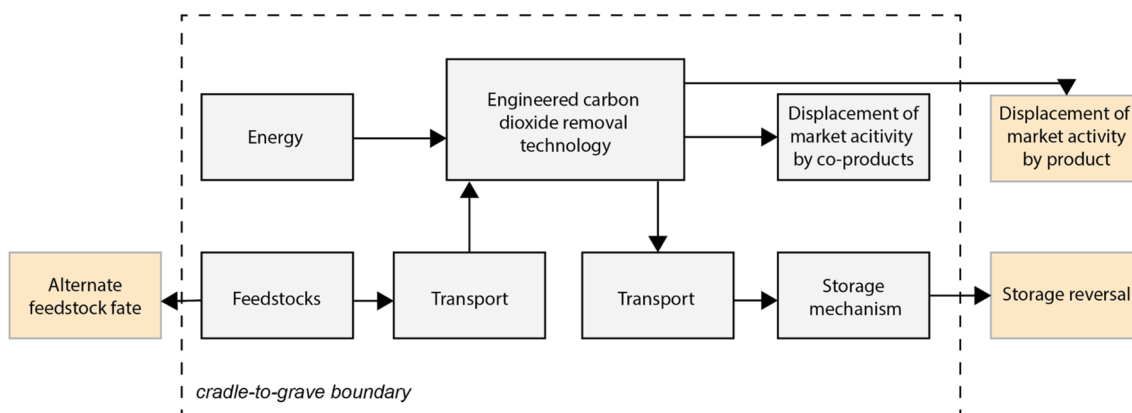 Engineered carbon
dioxide removal
technology
Energy
Displacement of
market acitivity
by co-products
Displacement of
market activity
by product
Alternate
feedstock fate
Feedstocks
Transport
Transport
Storage
mechanism
Storage reversal
cradle-to-grave boundary